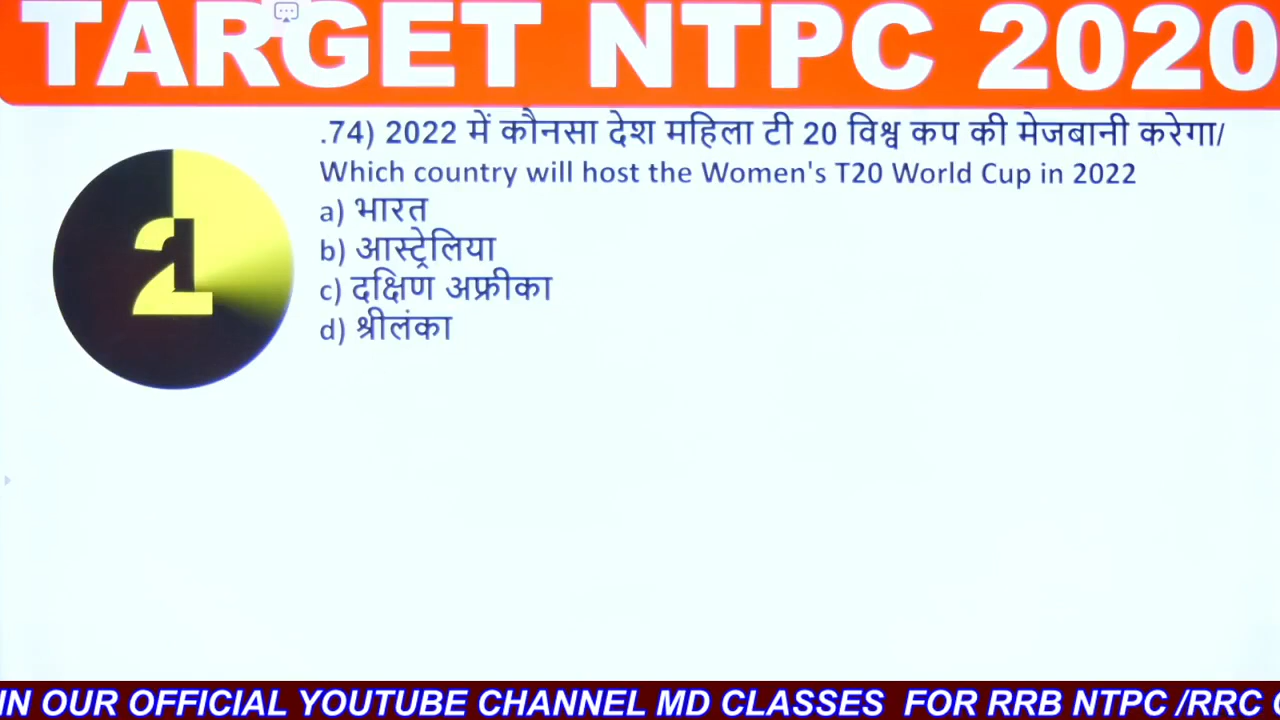 TARGET NTPC 2020
.74) 2022 में कौनसा देश महिला टी 20 विश्व कप की मेजबानी करेगा/
Which country will host the Women's T20 World Cup in 2022
a) भारत
b) आस्ट्रेलिया
c) दक्षिण अफ्रीका
d) श्रीलंका
IN OUR OFFICIAL YOUTUBE CHANNEL MD CLASSES FOR RRB NTPC /RRC